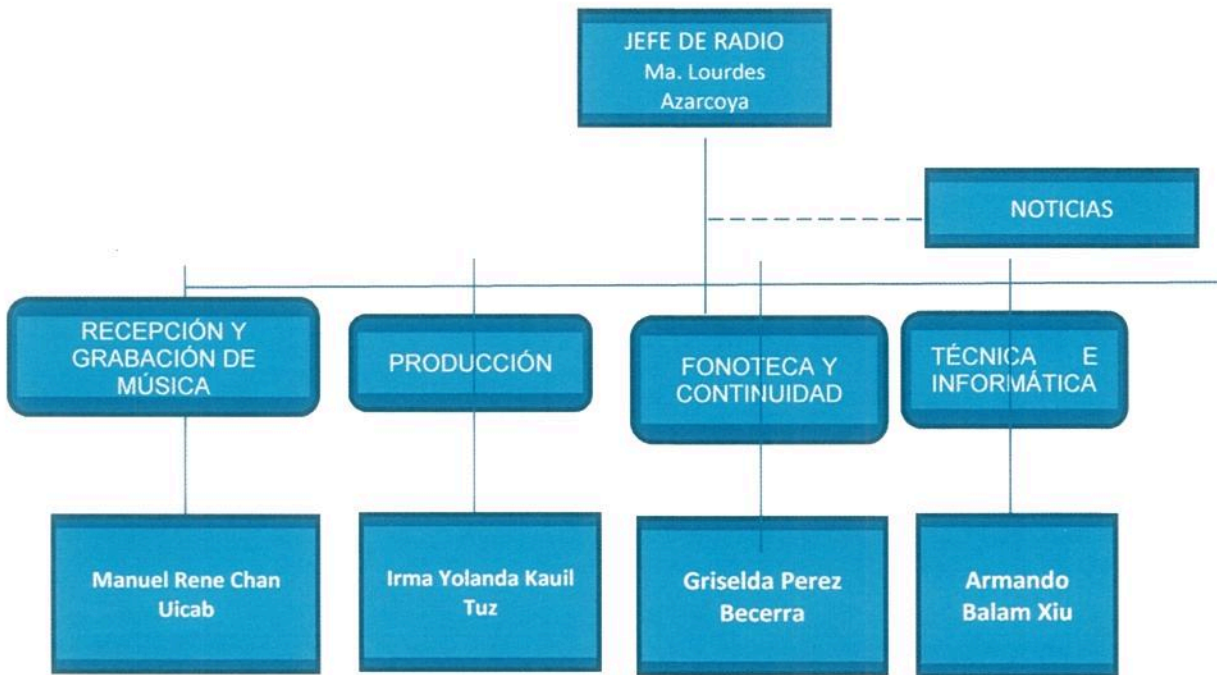 JEFE DE RADIO
Ma. Lourdes
Azarcoya
NOTICIAS
RECEPCIÓN Y
GRABACIÓN DE
MÚSICA
PRODUCCIÓN
FONOTECA Y
CONTINUIDAD
TÉCNICA E
INFORMÁTICA
Manuel Rene Chan
Uicab
Irma Yolanda Kauil
Tuz
Griselda Perez
Becerra
Armando
Balam Xiu